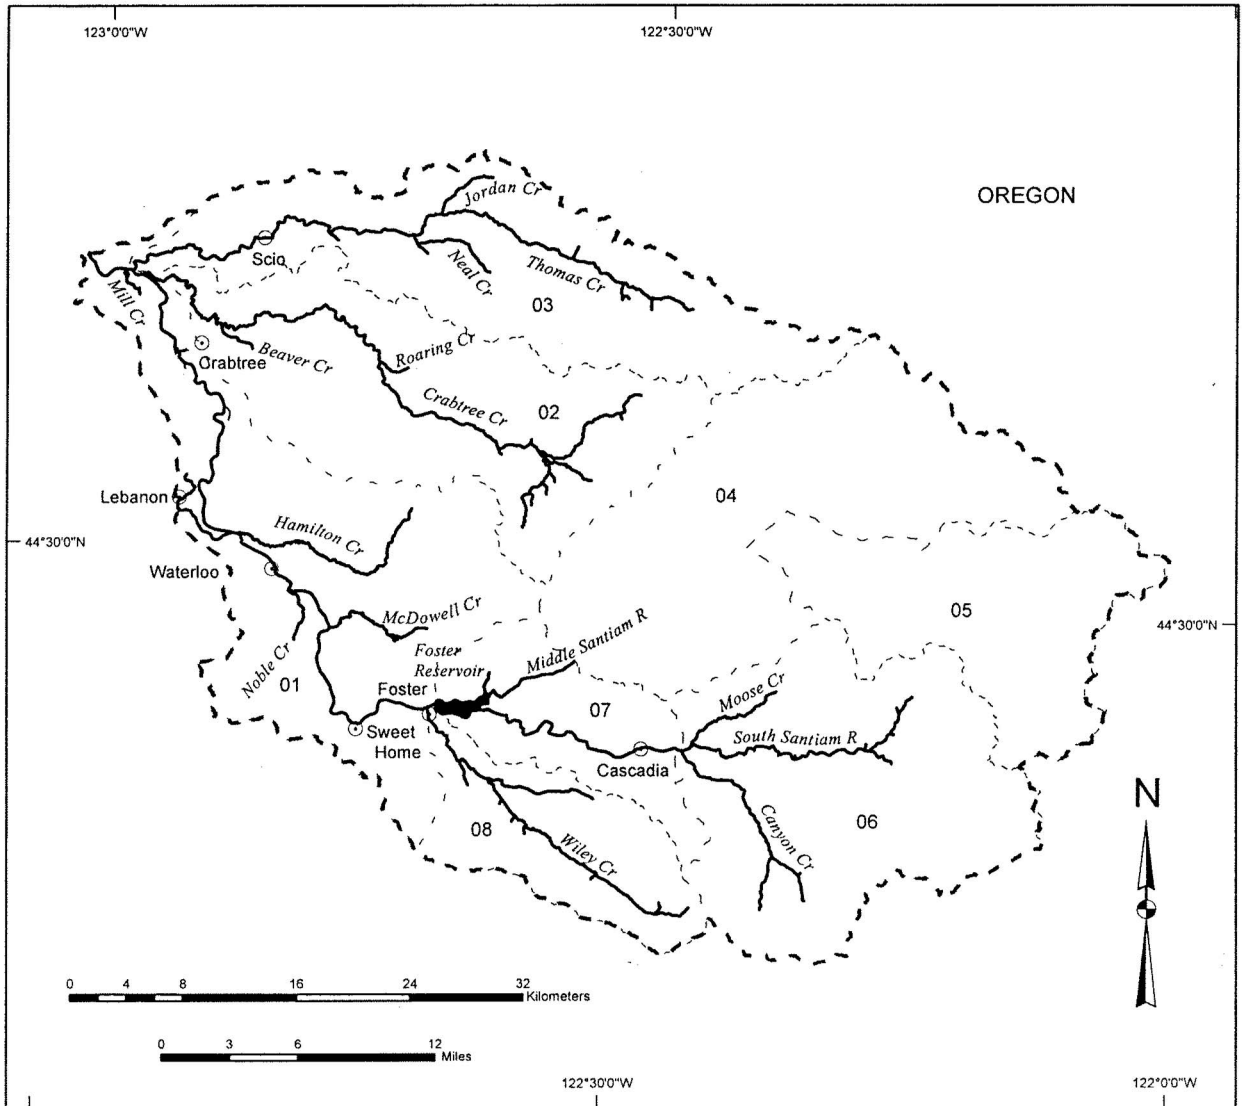 123°0'0"W
122°30'0"W
OREGON
Jordan Cr
Scio
Neal Cr
Thomas Cr
Mill Cr
03
Crabtree
Beaver Cr
Roaring Cr
Crabtree Cr
02
Lebanon
04
Hamilton Cr
44°30'0"N
Waterloo
McDowell Cr
05
44°30'0"N
Foster
Reservoir
Middle Santiam R
Noble Cr
01
Foster
Moose Cr
07
Sweet
Home
South Santiam R
Cascadia
N
08
Wiley Cr
Canyon Cr
06
0 4 8 16 24 32
Kilometers
0 3 6 12
Miles
122°30'0"W
122°0'0"W